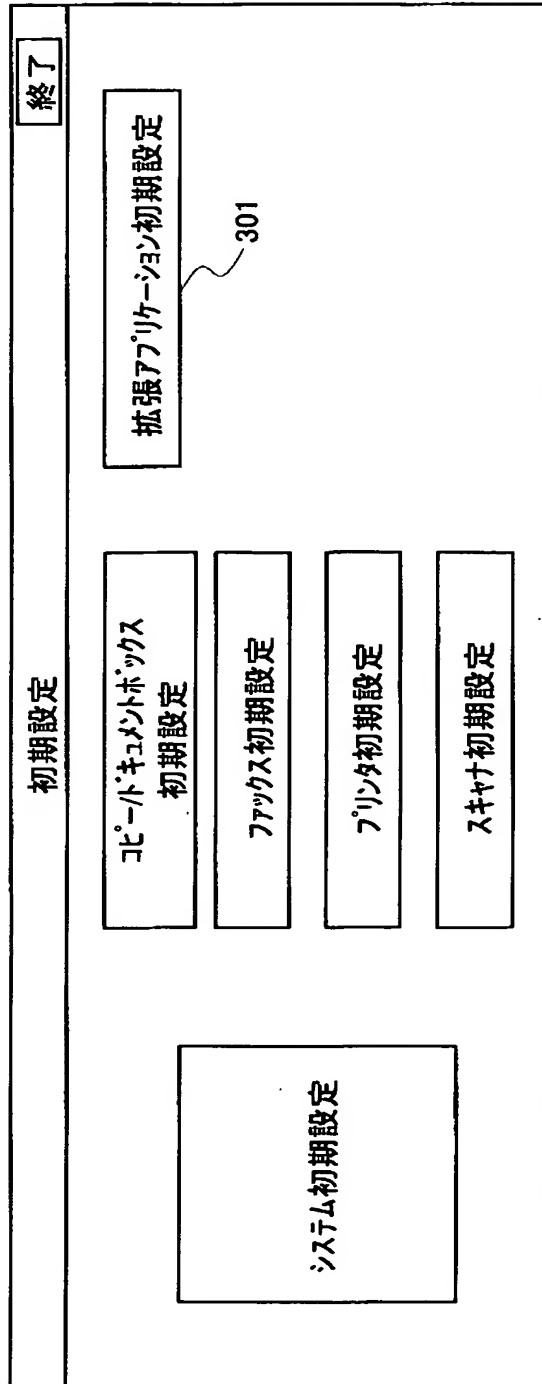 初期設定
終了
システム初期設定
コピー/ドキュメントボックス
初期設定
ファックス初期設定
プリンタ初期設定
スキャナ初期設定
拡張アプリケーション初期設定
301